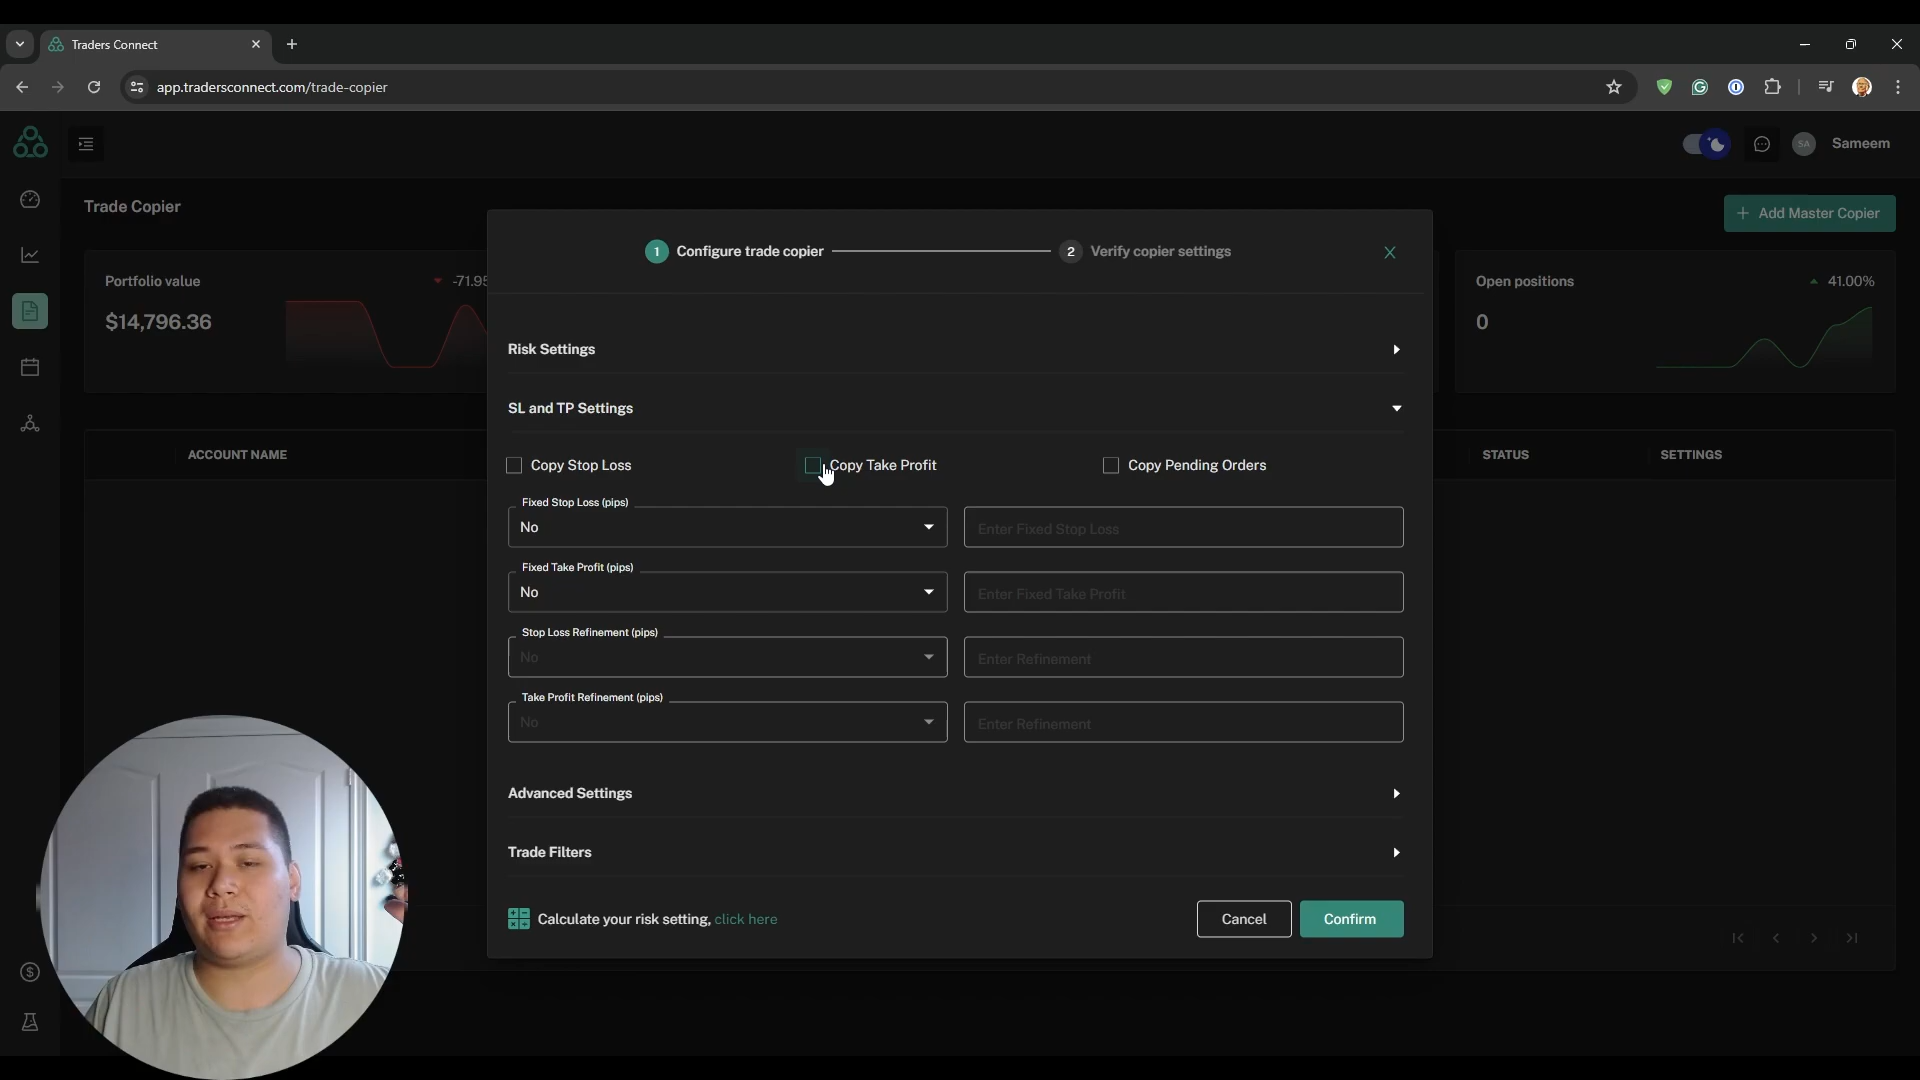 Traders Connect
app.tradersconnect.com/trade-copier
SA
Sameem
Trade Copier
+ Add Master Copier
1 Configure trade copier
2 Verify copier settings
Portfolio value
-71.95
$14,796.36
Open positions
41.00%
0
Risk Settings
SL and TP Settings
ACCOUNT NAME
STATUS
SETTINGS
Copy Stop Loss
Copy Take Profit
Copy Pending Orders
Fixed Stop Loss (pips)
No
Enter Fixed Stop Loss
Fixed Take Profit (pips)
No
Enter Fixed Take Profit
Stop Loss Refinement (pips)
No
Enter Refinement
Take Profit Refinement (pips)
No
Enter Refinement
Advanced Settings
Trade Filters
Calculate your risk setting, click here
Cancel
Confirm